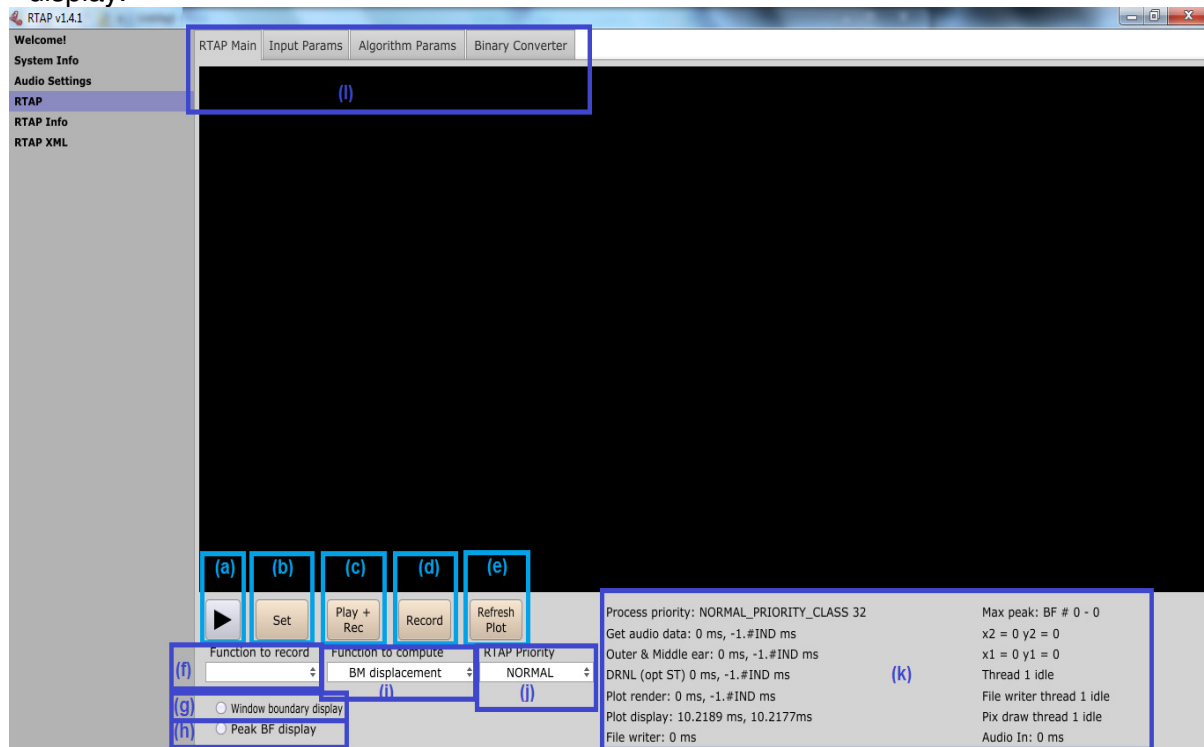 display.
RTAP v1.4.1
Welcome!
System Info
Audio Settings
RTAP
RTAP Info
RTAP XML
RTAP Main Input Params Algorithm Params Binary Converter
(l)
(a) (b) (c) (d) (e)
Set
Play + Rec
Record
Refresh Plot
Function to record Function to compute RTAP Priority
(f) BM displacement NORMAL
(i) (j)
(g) Window boundary display
(h) Peak BF display
Process priority: NORMAL_PRIORITY_CLASS 32
Get audio data: 0 ms, -1.#IND ms
Outer & Middle ear: 0 ms, -1.#IND ms
DRNL (opt ST) 0 ms, -1.#IND ms
Plot render: 0 ms, -1.#IND ms
Plot display: 10.2189 ms, 10.2177ms
File writer: 0 ms
(k)
Max peak: BF # 0 - 0
x2 = 0 y2 = 0
x1 = 0 y1 = 0
Thread 1 idle
File writer thread 1 idle
Pix draw thread 1 idle
Audio In: 0 ms